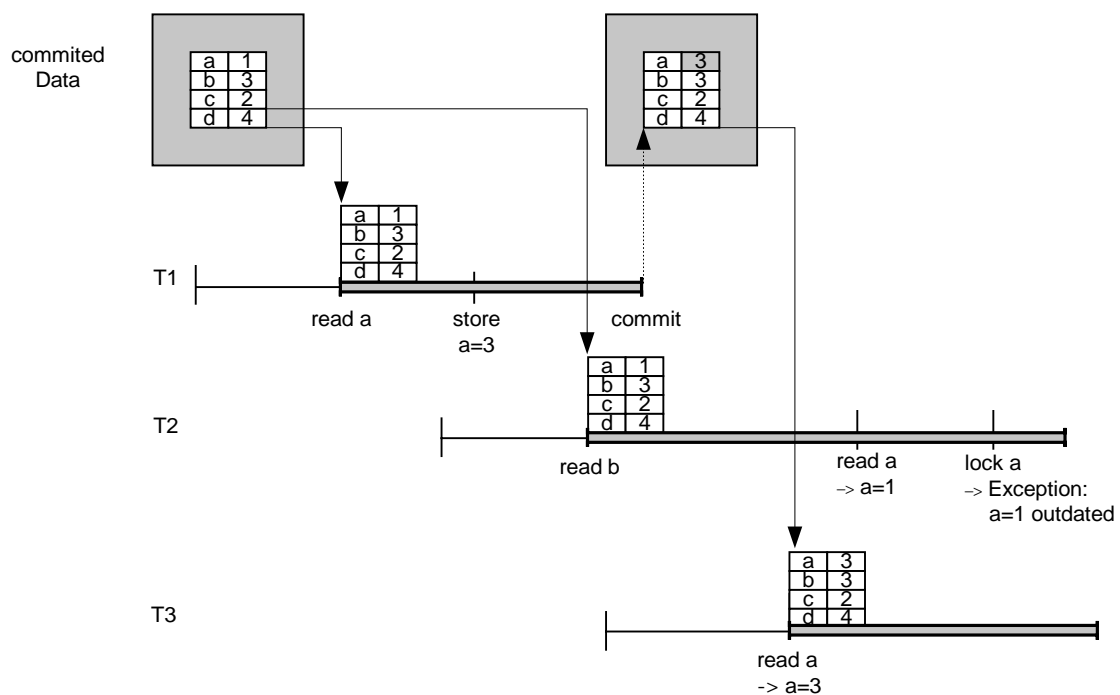 commited
Data
a 1
b 3
c 2
d 4
a 3
b 3
c 2
d 4
a 1
b 3
c 2
d 4
T1
read a
store
a=3
commit
a 1
b 3
c 2
d 4
T2
read b
read a
–> a=1
lock a
–> Exception:
a=1 outdated
a 3
b 3
c 2
d 4
T3
read a
-> a=3